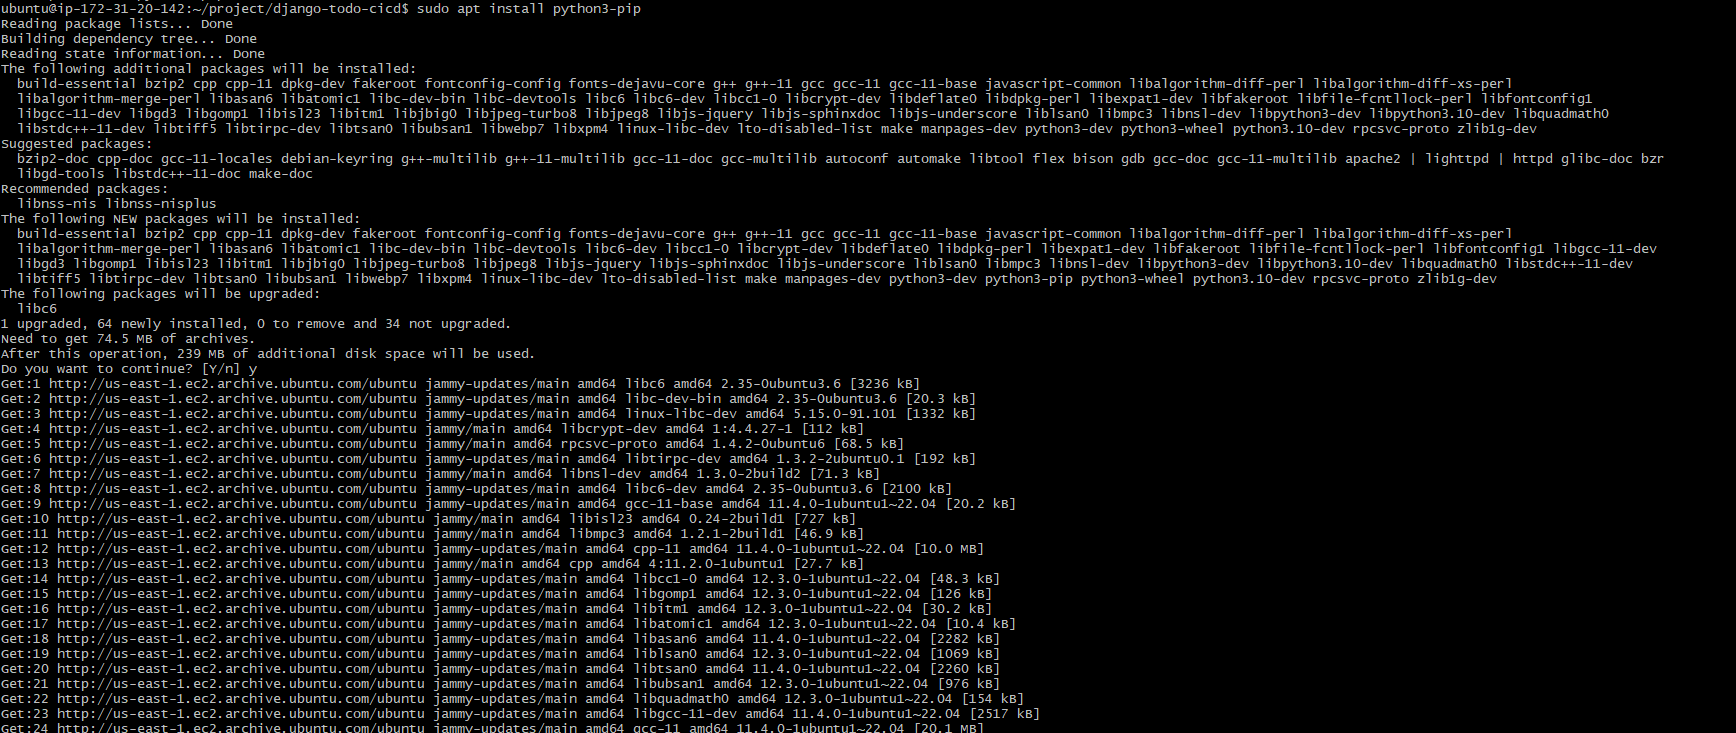 ubuntu@ip-172-31-20-142:~/project/django-todo-cicd$ sudo apt install python3-pip
Reading package lists... Done
Building dependency tree... Done
Reading state information... Done
The following additional packages will be installed:
  build-essential bzip2 cpp cpp-11 dpkg-dev fakeroot fontconfig-config fonts-dejavu-core g++ g++-11 gcc gcc-11 gcc-11-base javascript-common libalgorithm-diff-perl libalgorithm-diff-xs-perl
  libalgorithm-merge-perl libasan6 libatomic1 libc-dev-bin libc-devtools libc6 libc6-dev libcc1-0 libcrypt-dev libdeflate0 libdpkg-perl libexpat1-dev libfakeroot libfile-fcntllock-perl libfontconfig1
  libgcc-11-dev libgd3 libgomp1 libisl23 libitm1 libjbig0 libjpeg-turbo8 libjpeg8 libjs-jquery libjs-sphinxdoc libjs-underscore liblsan0 libmpc3 libnsl-dev libpython3-dev libpython3.10-dev libquadmath0
  libstdc++-11-dev libtiff5 libtirpc-dev libtsan0 libubsan1 libwebp7 libxpm4 linux-libc-dev lto-disabled-list make manpages-dev python3-dev python3-wheel python3.10-dev rpcsvc-proto zlib1g-dev
Suggested packages:
  bzip2-doc cpp-doc gcc-11-locales debian-keyring g++-multilib g++-11-multilib gcc-11-doc gcc-multilib autoconf automake libtool flex bison gdb gcc-doc gcc-11-multilib apache2 | lighttpd | httpd glibc-doc bzr
  libgd-tools libstdc++-11-doc make-doc
Recommended packages:
  libnss-nis libnss-nisplus
The following NEW packages will be installed:
  build-essential bzip2 cpp cpp-11 dpkg-dev fakeroot fontconfig-config fonts-dejavu-core g++ g++-11 gcc gcc-11 gcc-11-base javascript-common libalgorithm-diff-perl libalgorithm-diff-xs-perl
  libalgorithm-merge-perl libasan6 libatomic1 libc-dev-bin libc-devtools libc6-dev libcc1-0 libcrypt-dev libdeflate0 libdpkg-perl libexpat1-dev libfakeroot libfile-fcntllock-perl libfontconfig1 libgcc-11-dev
  libgd3 libgomp1 libisl23 libitm1 libjbig0 libjpeg-turbo8 libjpeg8 libjs-jquery libjs-sphinxdoc libjs-underscore liblsan0 libmpc3 libnsl-dev libpython3-dev libpython3.10-dev libquadmath0 libstdc++-11-dev
  libtiff5 libtirpc-dev libtsan0 libubsan1 libwebp7 libxpm4 linux-libc-dev lto-disabled-list make manpages-dev python3-dev python3-pip python3-wheel python3.10-dev rpcsvc-proto zlib1g-dev
The following packages will be upgraded:
  libc6
1 upgraded, 64 newly installed, 0 to remove and 34 not upgraded.
Need to get 74.5 MB of archives.
After this operation, 239 MB of additional disk space will be used.
Do you want to continue? [Y/n] y
Get:1 http://us-east-1.ec2.archive.ubuntu.com/ubuntu jammy-updates/main amd64 libc6 amd64 2.35-0ubuntu3.6 [3236 kB]
Get:2 http://us-east-1.ec2.archive.ubuntu.com/ubuntu jammy-updates/main amd64 libc-dev-bin amd64 2.35-0ubuntu3.6 [20.3 kB]
Get:3 http://us-east-1.ec2.archive.ubuntu.com/ubuntu jammy-updates/main amd64 linux-libc-dev amd64 5.15.0-91.101 [1332 kB]
Get:4 http://us-east-1.ec2.archive.ubuntu.com/ubuntu jammy/main amd64 libcrypt-dev amd64 1:4.4.27-1 [112 kB]
Get:5 http://us-east-1.ec2.archive.ubuntu.com/ubuntu jammy/main amd64 rpcsvc-proto amd64 1.4.2-0ubuntu6 [68.5 kB]
Get:6 http://us-east-1.ec2.archive.ubuntu.com/ubuntu jammy-updates/main amd64 libtirpc-dev amd64 1.3.2-2ubuntu0.1 [192 kB]
Get:7 http://us-east-1.ec2.archive.ubuntu.com/ubuntu jammy/main amd64 libnsl-dev amd64 1.3.0-2build2 [71.3 kB]
Get:8 http://us-east-1.ec2.archive.ubuntu.com/ubuntu jammy-updates/main amd64 libc6-dev amd64 2.35-0ubuntu3.6 [2100 kB]
Get:9 http://us-east-1.ec2.archive.ubuntu.com/ubuntu jammy-updates/main amd64 gcc-11-base amd64 11.4.0-1ubuntu1~22.04 [20.2 kB]
Get:10 http://us-east-1.ec2.archive.ubuntu.com/ubuntu jammy/main amd64 libisl23 amd64 0.24-2build1 [727 kB]
Get:11 http://us-east-1.ec2.archive.ubuntu.com/ubuntu jammy/main amd64 libmpc3 amd64 1.2.1-2build1 [46.9 kB]
Get:12 http://us-east-1.ec2.archive.ubuntu.com/ubuntu jammy-updates/main amd64 cpp-11 amd64 11.4.0-1ubuntu1~22.04 [10.0 MB]
Get:13 http://us-east-1.ec2.archive.ubuntu.com/ubuntu jammy/main amd64 cpp amd64 4:11.2.0-1ubuntu1 [27.7 kB]
Get:14 http://us-east-1.ec2.archive.ubuntu.com/ubuntu jammy-updates/main amd64 libcc1-0 amd64 12.3.0-1ubuntu1~22.04 [48.3 kB]
Get:15 http://us-east-1.ec2.archive.ubuntu.com/ubuntu jammy-updates/main amd64 libgomp1 amd64 12.3.0-1ubuntu1~22.04 [126 kB]
Get:16 http://us-east-1.ec2.archive.ubuntu.com/ubuntu jammy-updates/main amd64 libitm1 amd64 12.3.0-1ubuntu1~22.04 [30.2 kB]
Get:17 http://us-east-1.ec2.archive.ubuntu.com/ubuntu jammy-updates/main amd64 libatomic1 amd64 12.3.0-1ubuntu1~22.04 [10.4 kB]
Get:18 http://us-east-1.ec2.archive.ubuntu.com/ubuntu jammy-updates/main amd64 libasan6 amd64 11.4.0-1ubuntu1~22.04 [2282 kB]
Get:19 http://us-east-1.ec2.archive.ubuntu.com/ubuntu jammy-updates/main amd64 liblsan0 amd64 12.3.0-1ubuntu1~22.04 [1069 kB]
Get:20 http://us-east-1.ec2.archive.ubuntu.com/ubuntu jammy-updates/main amd64 libtsan0 amd64 11.4.0-1ubuntu1~22.04 [2260 kB]
Get:21 http://us-east-1.ec2.archive.ubuntu.com/ubuntu jammy-updates/main amd64 libubsan1 amd64 12.3.0-1ubuntu1~22.04 [976 kB]
Get:22 http://us-east-1.ec2.archive.ubuntu.com/ubuntu jammy-updates/main amd64 libquadmath0 amd64 12.3.0-1ubuntu1~22.04 [154 kB]
Get:23 http://us-east-1.ec2.archive.ubuntu.com/ubuntu jammy-updates/main amd64 libgcc-11-dev amd64 11.4.0-1ubuntu1~22.04 [2517 kB]
Get:24 http://us-east-1.ec2.archive.ubuntu.com/ubuntu jammy-updates/main amd64 gcc-11 amd64 11.4.0-1ubuntu1~22.04 [20.1 MB]